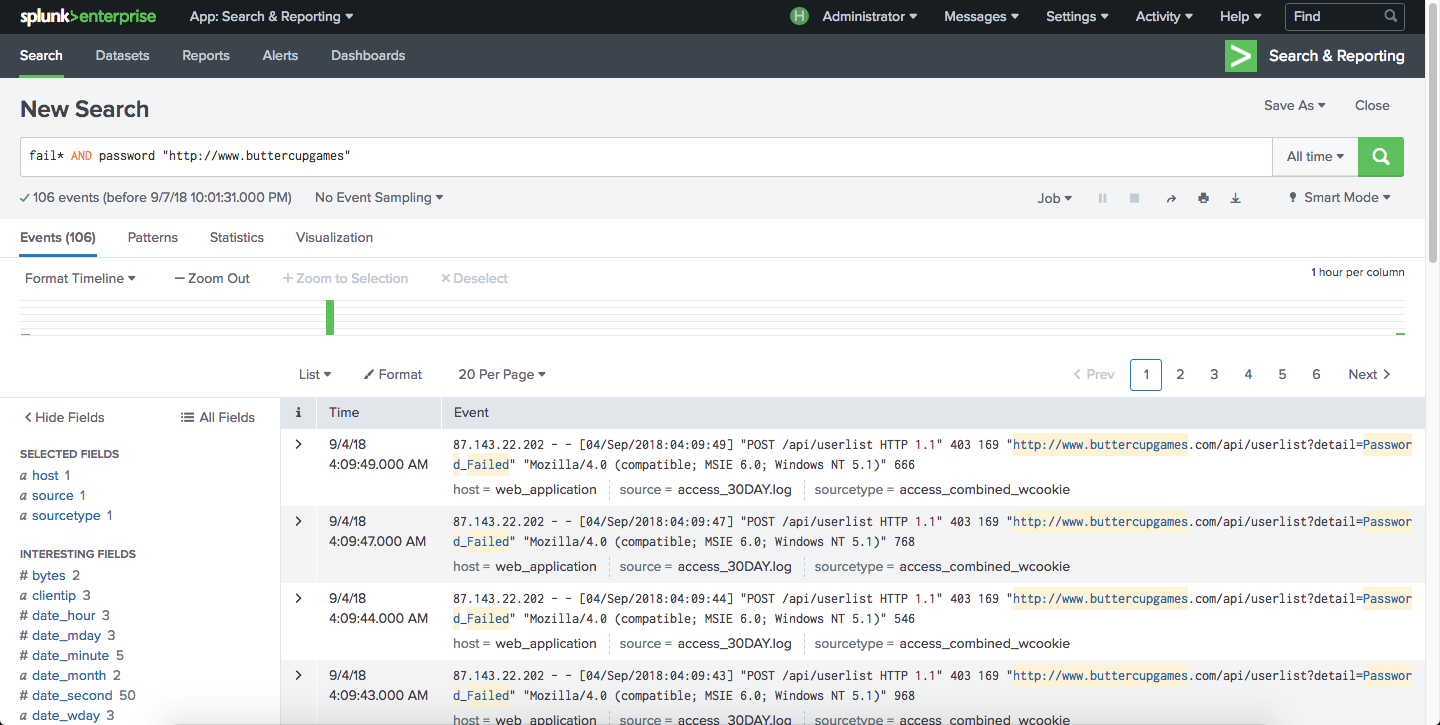 splunk>enterprise App: Search & Reporting H Administrator Messages Settings Activity Help Find
Search Datasets Reports Alerts Dashboards Search & Reporting
New Search
Save As Close
fail* AND password "http://www.buttercupgames"
All time
106 events (before 9/7/18 10:01:31.000 PM) No Event Sampling
Job Smart Mode
Events (106) Patterns Statistics Visualization
Format Timeline — Zoom Out + Zoom to Selection × Deselect
1 hour per column
List Format 20 Per Page
< Prev 1 2 3 4 5 6 Next >
< Hide Fields All Fields
SELECTED FIELDS
a host 1
a source 1
a sourcetype 1
INTERESTING FIELDS
# bytes 2
a clientip 3
# date_hour 3
# date_mday 3
# date_minute 5
a date_month 2
# date_second 50
a date_wday 3
i Time Event
> 9/4/18
4:09:49.000 AM
87.143.22.202 - - [04/Sep/2018:04:09:49] "POST /api/userlist HTTP 1.1" 403 169 "http://www.buttercupgames.com/api/userlist?detail=Passwor
d_Failed" "Mozilla/4.0 (compatible; MSIE 6.0; Windows NT 5.1)" 666
host = web_application source = access_30DAY.log sourcetype = access_combined_wcookie
> 9/4/18
4:09:47.000 AM
87.143.22.202 - - [04/Sep/2018:04:09:47] "POST /api/userlist HTTP 1.1" 403 169 "http://www.buttercupgames.com/api/userlist?detail=Passwor
d_Failed" "Mozilla/4.0 (compatible; MSIE 6.0; Windows NT 5.1)" 768
host = web_application source = access_30DAY.log sourcetype = access_combined_wcookie
> 9/4/18
4:09:44.000 AM
87.143.22.202 - - [04/Sep/2018:04:09:44] "POST /api/userlist HTTP 1.1" 403 169 "http://www.buttercupgames.com/api/userlist?detail=Passwor
d_Failed" "Mozilla/4.0 (compatible; MSIE 6.0; Windows NT 5.1)" 546
host = web_application source = access_30DAY.log sourcetype = access_combined_wcookie
> 9/4/18
4:09:43.000 AM
87.143.22.202 - - [04/Sep/2018:04:09:43] "POST /api/userlist HTTP 1.1" 403 169 "http://www.buttercupgames.com/api/userlist?detail=Passwor
d_Failed" "Mozilla/4.0 (compatible; MSIE 6.0; Windows NT 5.1)" 968
host = web_application source = access_30DAY.log sourcetype = access_combined_wcookie